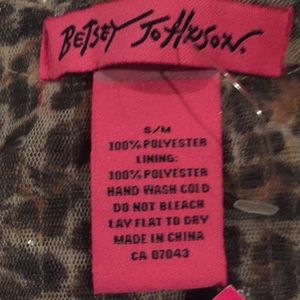 BETSEY JOHNSON.
S/M
100% POLYESTER
LINING:
100% POLYESTER
HAND WASH COLD
DO NOT BLEACH
LAY FLAT TO DRY
MADE IN CHINA
CA 07043